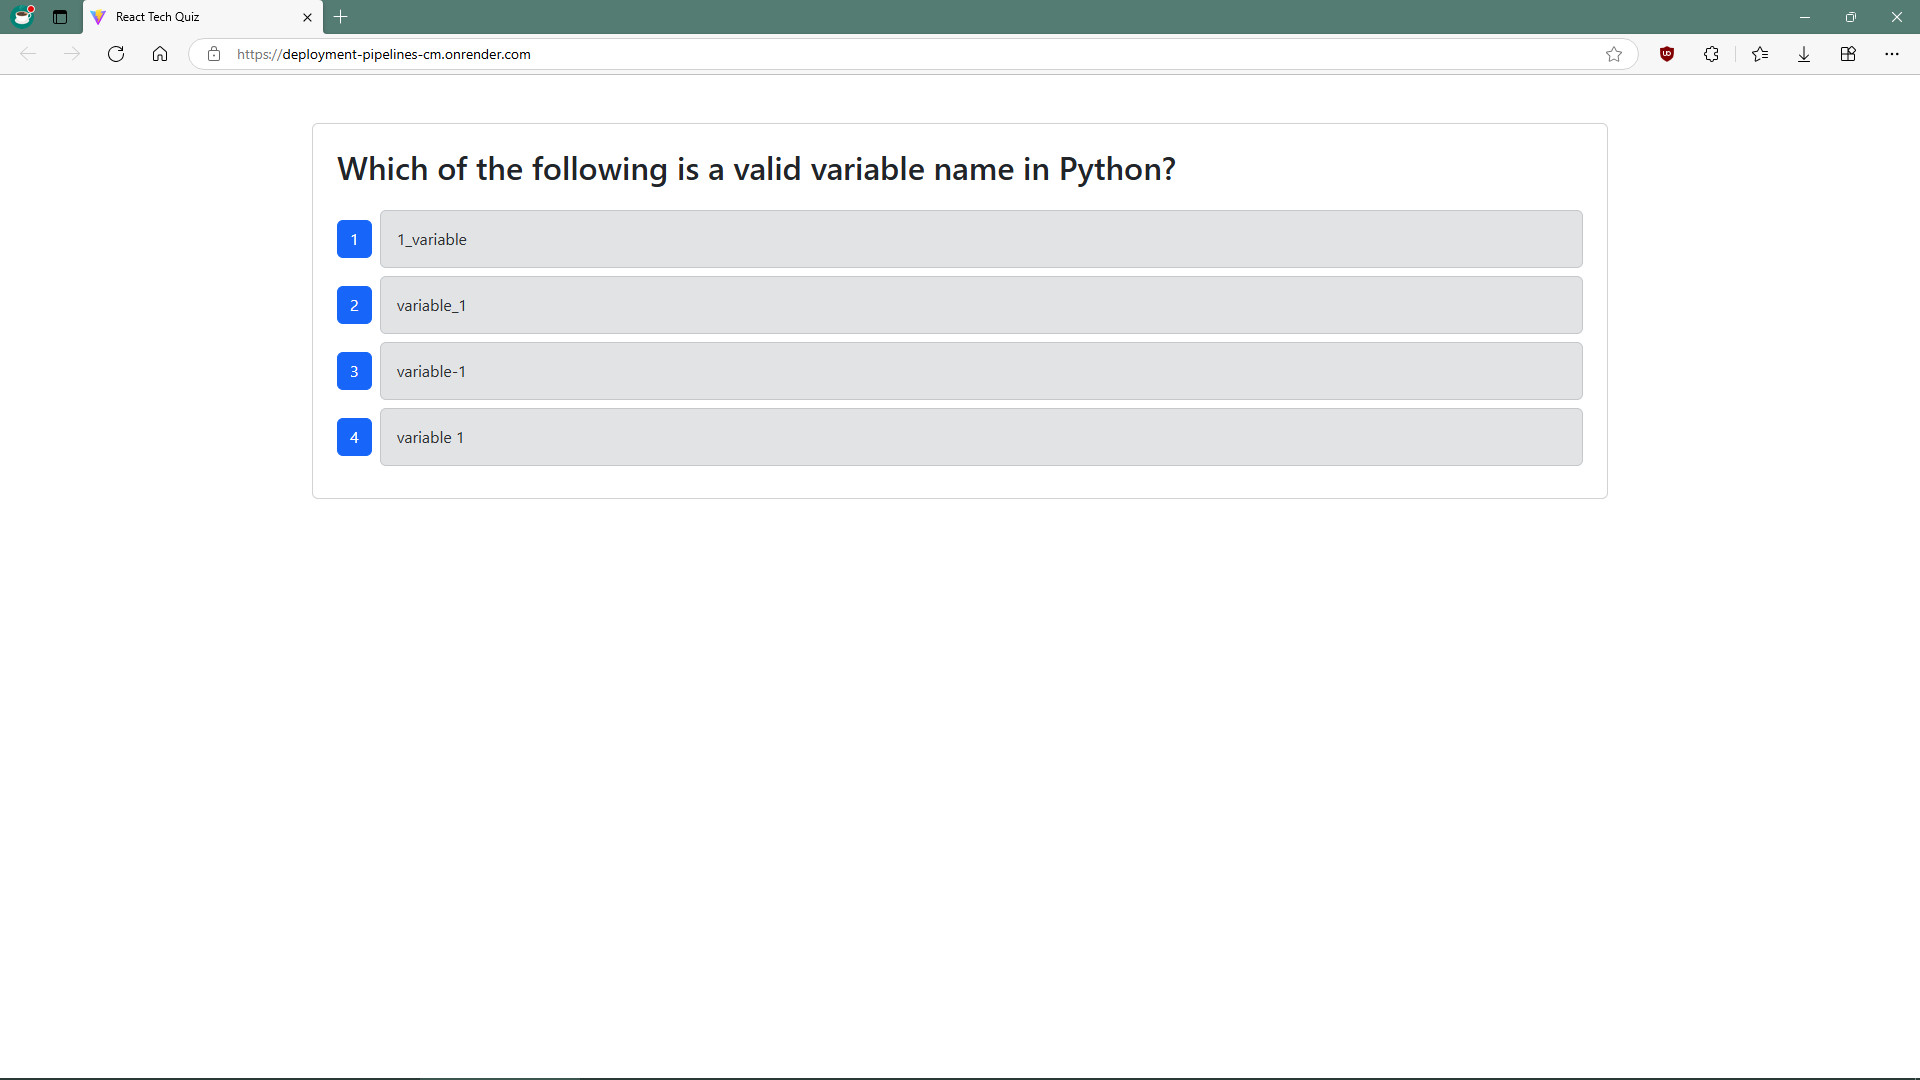 React Tech Quiz
https://deployment-pipelines-cm.onrender.com
Which of the following is a valid variable name in Python?
1
1_variable
2
variable_1
3
variable-1
4
variable 1